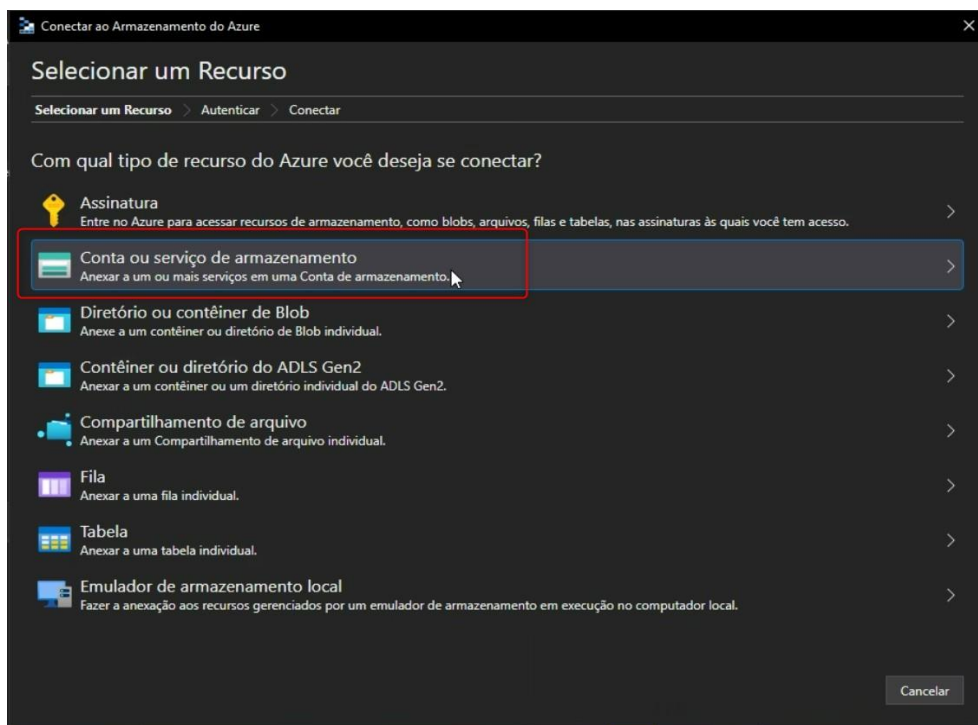 Conectar ao Armazenamento do Azure
Selecionar um Recurso
Selecionar um Recurso > Autenticar > Conectar
Com qual tipo de recurso do Azure você deseja se conectar?
Assinatura
Entre no Azure para acessar recursos de armazenamento, como blobs, arquivos, filas e tabelas, nas assinaturas às quais você tem acesso.
Conta ou serviço de armazenamento
Anexar a um ou mais serviços em uma Conta de armazenamento.
Diretório ou contêiner de Blob
Anexe a um contêiner ou diretório de Blob individual.
Contêiner ou diretório do ADLS Gen2
Anexar a um contêiner ou um diretório individual do ADLS Gen2.
Compartilhamento de arquivo
Anexar a um Compartilhamento de arquivo individual.
Fila
Anexar a uma fila individual.
Tabela
Anexar a uma tabela individual.
Emulador de armazenamento local
Fazer a anexação aos recursos gerenciados por um emulador de armazenamento em execução no computador local.
Cancelar